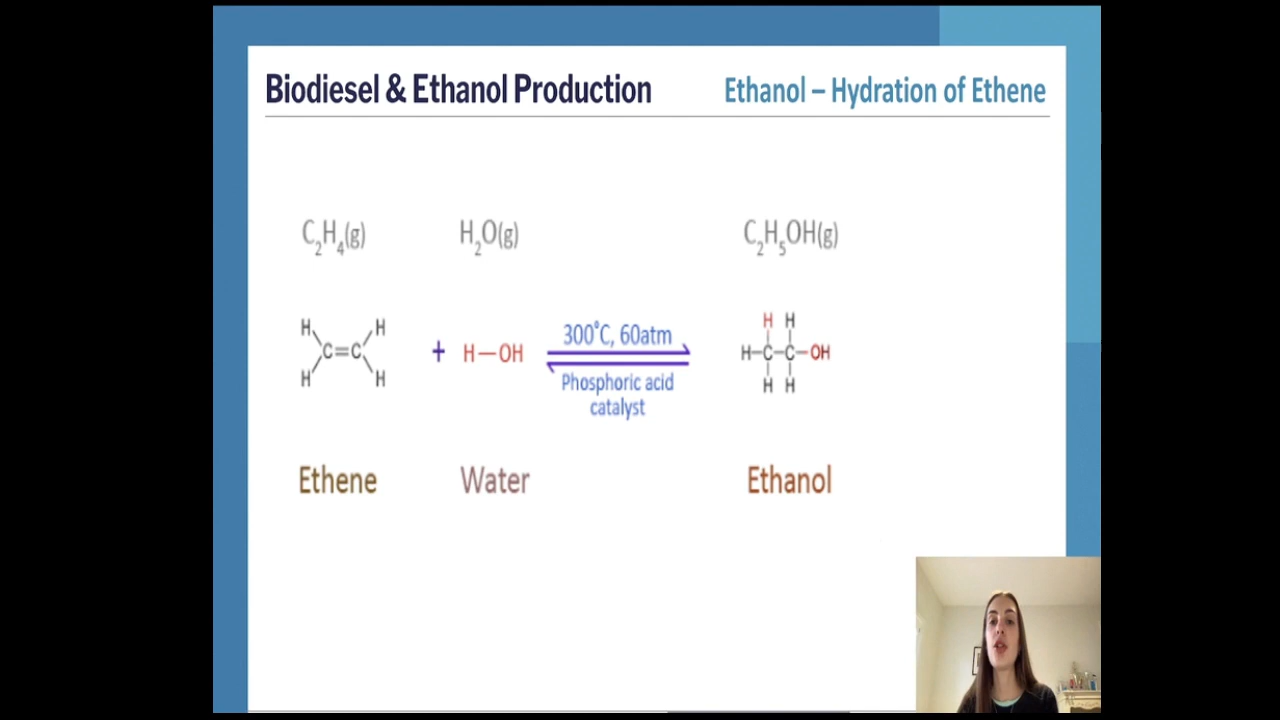 Biodiesel & Ethanol Production
Ethanol – Hydration of Ethene
C₂H₄(g)
H₂O(g)
C₂H₅OH(g)
H H
C=C
H H
+
H—OH
300°C, 60atm
Phosphoric acid
catalyst
H H
H–C–C–OH
H H
Ethene
Water
Ethanol